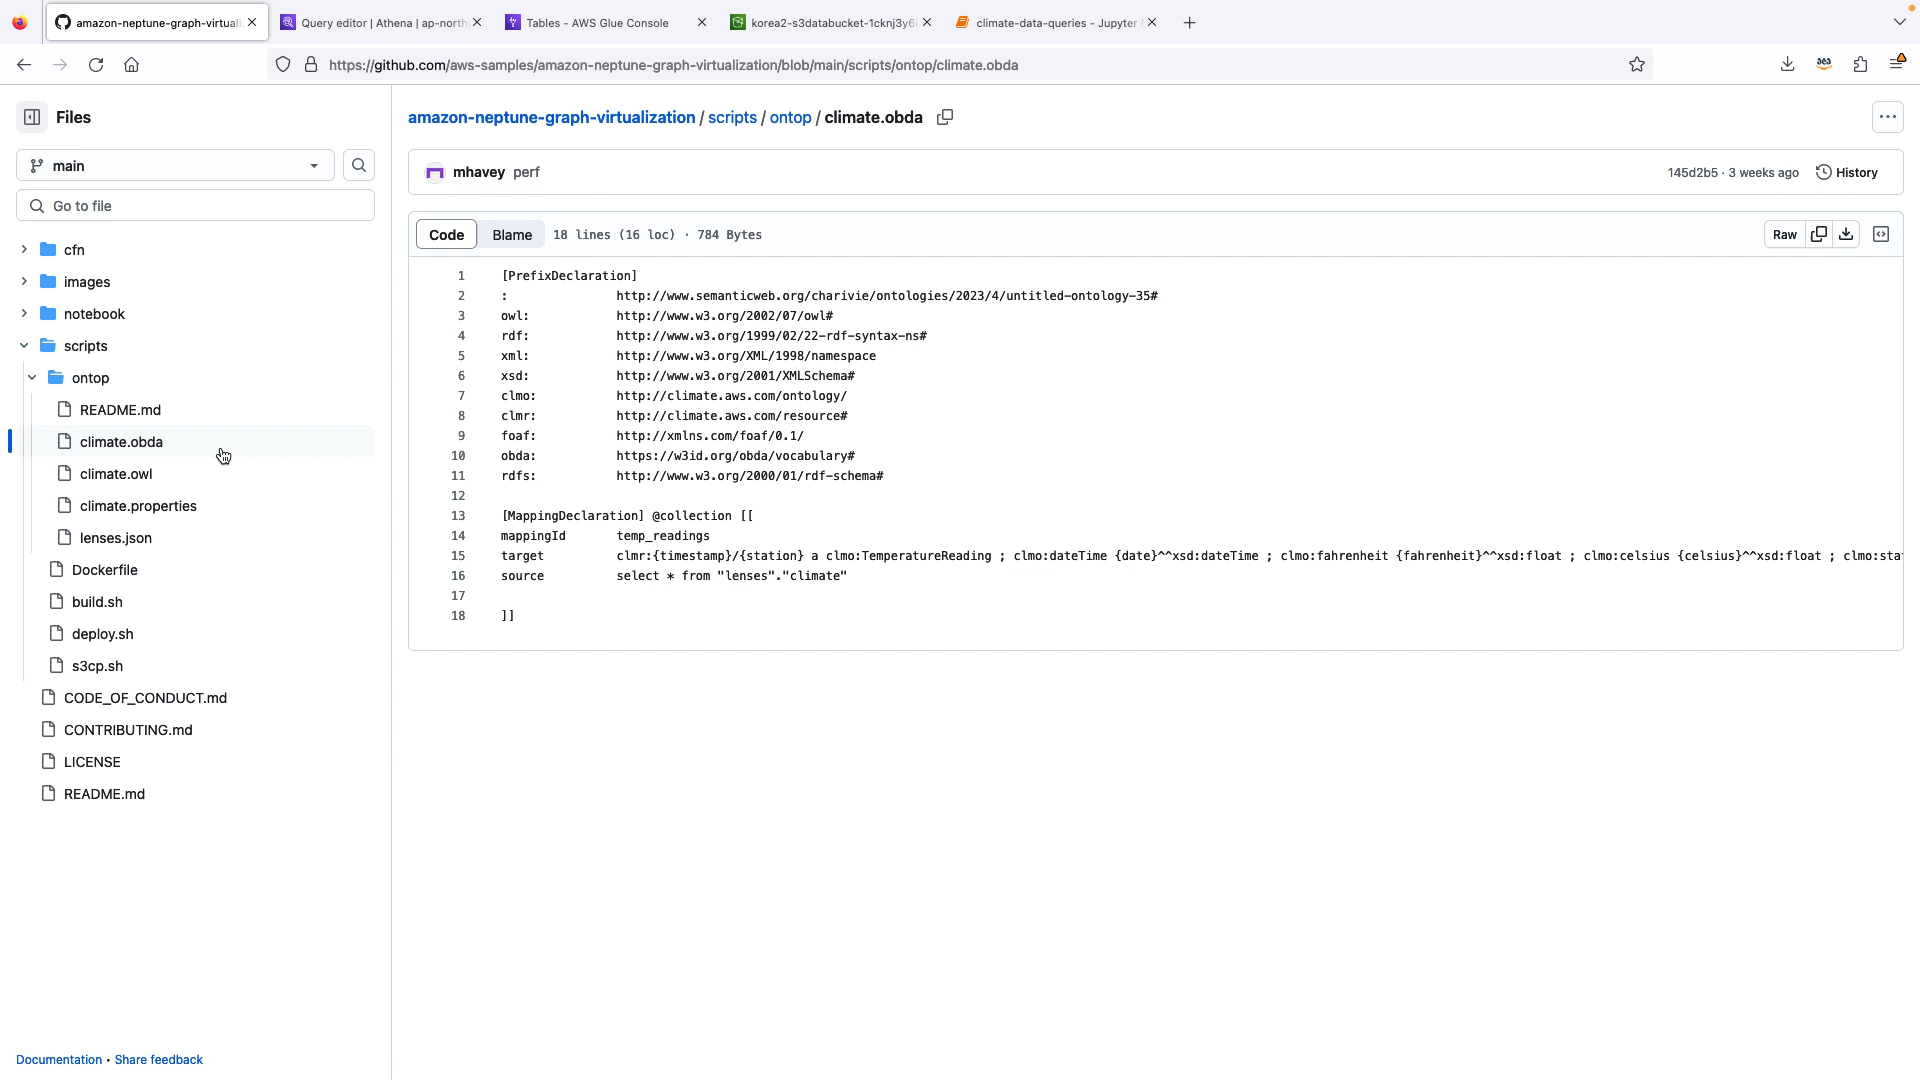 amazon-neptune-graph-virtuali
Query editor | Athena | ap-north
Tables - AWS Glue Console
korea2-s3databucket-1cknj3y6
climate-data-queries - Jupyter
https://github.com/aws-samples/amazon-neptune-graph-virtualization/blob/main/scripts/ontop/climate.obda
Files
main
Go to file
cfn
images
notebook
scripts
ontop
README.md
climate.obda
climate.owl
climate.properties
lenses.json
Dockerfile
build.sh
deploy.sh
s3cp.sh
CODE_OF_CONDUCT.md
CONTRIBUTING.md
LICENSE
README.md
Documentation • Share feedback
amazon-neptune-graph-virtualization / scripts / ontop / climate.obda
mhavey perf
145d2b5 · 3 weeks ago History
Code Blame 18 lines (16 loc) · 784 Bytes
Raw
1 [PrefixDeclaration]
2 : http://www.semanticweb.org/charivie/ontologies/2023/4/untitled-ontology-35#
3 owl: http://www.w3.org/2002/07/owl#
4 rdf: http://www.w3.org/1999/02/22-rdf-syntax-ns#
5 xml: http://www.w3.org/XML/1998/namespace
6 xsd: http://www.w3.org/2001/XMLSchema#
7 clmo: http://climate.aws.com/ontology/
8 clmr: http://climate.aws.com/resource#
9 foaf: http://xmlns.com/foaf/0.1/
10 obda: https://w3id.org/obda/vocabulary#
11 rdfs: http://www.w3.org/2000/01/rdf-schema#
12
13 [MappingDeclaration] @collection [[
14 mappingId temp_readings
15 target clmr:{timestamp}/{station} a clmo:TemperatureReading ; clmo:dateTime {date}^^xsd:dateTime ; clmo:fahrenheit {fahrenheit}^^xsd:float ; clmo:celsius {celsius}^^xsd:float ; clmo:sta
16 source select * from "lenses"."climate"
17
18 ]]